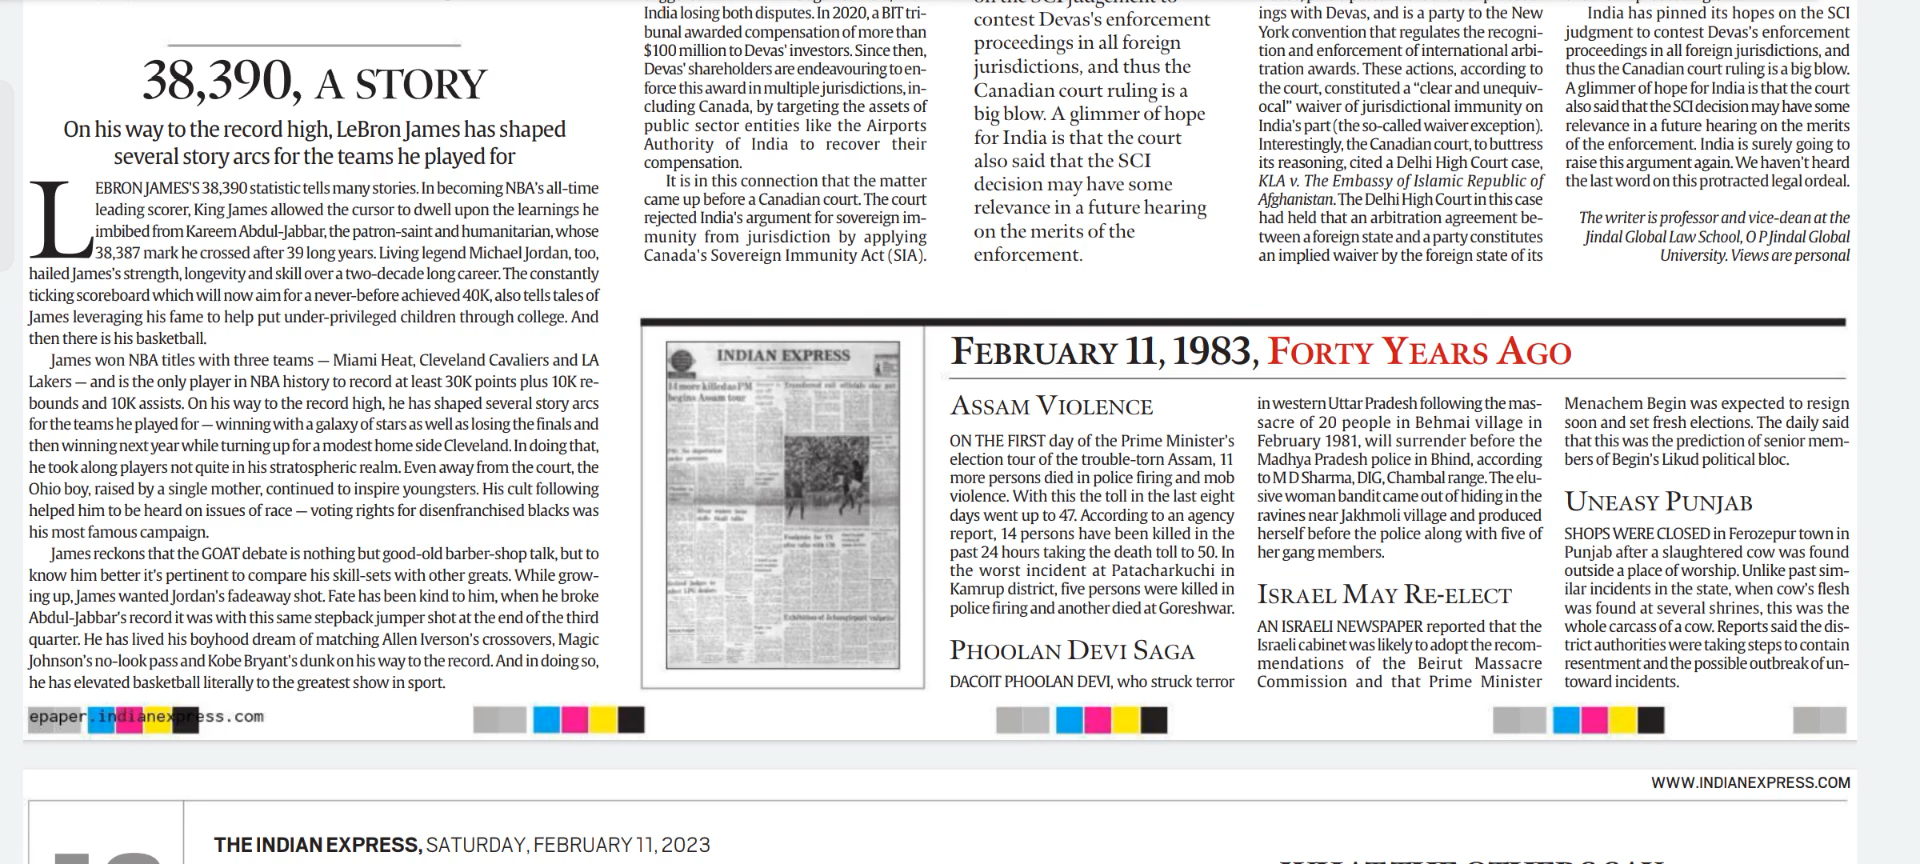 38,390, A STORY
On his way to the record high, LeBron James has shaped
several story arcs for the teams he played for
LEBRON JAMES'S 38,390 statistic tells many stories. In becoming NBA's all-time
leading scorer, King James allowed the cursor to dwell upon the learnings he
imbibed from Kareem Abdul-Jabbar, the patron-saint and humanitarian, whose
38,387 mark he crossed after 39 long years. Living legend Michael Jordan, too,
hailed James's strength, longevity and skill over a two-decade long career. The constantly
ticking scoreboard which will now aim for a never-before achieved 40K, also tells tales of
James leveraging his fame to help put under-privileged children through college. And
then there is his basketball.
James won NBA titles with three teams — Miami Heat, Cleveland Cavaliers and LA
Lakers — and is the only player in NBA history to record at least 30K points plus 10K re-
bounds and 10K assists. On his way to the record high, he has shaped several story arcs
for the teams he played for — winning with a galaxy of stars as well as losing the finals and
then winning next year while turning up for a modest home side Cleveland. In doing that,
he took along players not quite in his stratospheric realm. Even away from the court, the
Ohio boy, raised by a single mother, continued to inspire youngsters. His cult following
helped him to be heard on issues of race — voting rights for disenfranchised blacks was
his most famous campaign.
James reckons that the GOAT debate is nothing but good-old barber-shop talk, but to
know him better it's pertinent to compare his skill-sets with other greats. While grow-
ing up, James wanted Jordan's fadeaway shot. Fate has been kind to him, when he broke
Abdul-Jabbar's record it was with this same stepback jumper shot at the end of the third
quarter. He has lived his boyhood dream of matching Allen Iverson's crossovers, Magic
Johnson's no-look pass and Kobe Bryant's dunk on his way to the record. And in doing so,
he has elevated basketball literally to the greatest show in sport.
India losing both disputes. In 2020, a BIT tri-
bunal awarded compensation of more than
$100 million to Devas' investors. Since then,
Devas' shareholders are endeavouring to en-
force this award in multiple jurisdictions, in-
cluding Canada, by targeting the assets of
public sector entities like the Airports
Authority of India to recover their
compensation.
It is in this connection that the matter
came up before a Canadian court. The court
rejected India's argument for sovereign im-
munity from jurisdiction by applying
Canada's Sovereign Immunity Act (SIA).
on the SCI judgement to
contest Devas's enforcement
proceedings in all foreign
jurisdictions, and thus the
Canadian court ruling is a
big blow. A glimmer of hope
for India is that the court
also said that the SCI
decision may have some
relevance in a future hearing
on the merits of the
enforcement.
ings with Devas, and is a party to the New
York convention that regulates the recogni-
tion and enforcement of international arbi-
tration awards. These actions, according to
the court, constituted a “clear and unequiv-
ocal” waiver of jurisdictional immunity on
India's part (the so-called waiver exception).
Interestingly, the Canadian court, to buttress
its reasoning, cited a Delhi High Court case,
KLA v. The Embassy of Islamic Republic of
Afghanistan. The Delhi High Court in this case
had held that an arbitration agreement be-
tween a foreign state and a party constitutes
an implied waiver by the foreign state of its
India has pinned its hopes on the SCI
judgment to contest Devas's enforcement
proceedings in all foreign jurisdictions, and
thus the Canadian court ruling is a big blow.
A glimmer of hope for India is that the court
also said that the SCI decision may have some
relevance in a future hearing on the merits
of the enforcement. India is surely going to
raise this argument again. We haven't heard
the last word on this protracted legal ordeal.
The writer is professor and vice-dean at the
Jindal Global Law School, O P Jindal Global
University. Views are personal
INDIAN EXPRESS
14 more killed as PM
begins Assam tour
FEBRUARY 11, 1983, FORTY YEARS AGO
ASSAM VIOLENCE
ON THE FIRST day of the Prime Minister's
election tour of the trouble-torn Assam, 11
more persons died in police firing and mob
violence. With this the toll in the last eight
days went up to 47. According to an agency
report, 14 persons have been killed in the
past 24 hours taking the death toll to 50. In
the worst incident at Patacharkuchi in
Kamrup district, five persons were killed in
police firing and another died at Goreshwar.
PHOOLAN DEVI SAGA
DACOIT PHOOLAN DEVI, who struck terror
in western Uttar Pradesh following the mas-
sacre of 20 people in Behmai village in
February 1981, will surrender before the
Madhya Pradesh police in Bhind, according
to M D Sharma, DIG, Chambal range. The elu-
sive woman bandit came out of hiding in the
ravines near Jakhmoli village and produced
herself before the police along with five of
her gang members.
ISRAEL MAY RE-ELECT
AN ISRAELI NEWSPAPER reported that the
Israeli cabinet was likely to adopt the recom-
mendations of the Beirut Massacre
Commission and that Prime Minister
Menachem Begin was expected to resign
soon and set fresh elections. The daily said
that this was the prediction of senior mem-
bers of Begin's Likud political bloc.
UNEASY PUNJAB
SHOPS WERE CLOSED in Ferozepur town in
Punjab after a slaughtered cow was found
outside a place of worship. Unlike past sim-
ilar incidents in the state, when cow's flesh
was found at several shrines, this was the
whole carcass of a cow. Reports said the dis-
trict authorities were taking steps to contain
resentment and the possible outbreak of un-
toward incidents.
epaper.indianexpress.com
WWW.INDIANEXPRESS.COM
THE INDIAN EXPRESS, SATURDAY, FEBRUARY 11, 2023